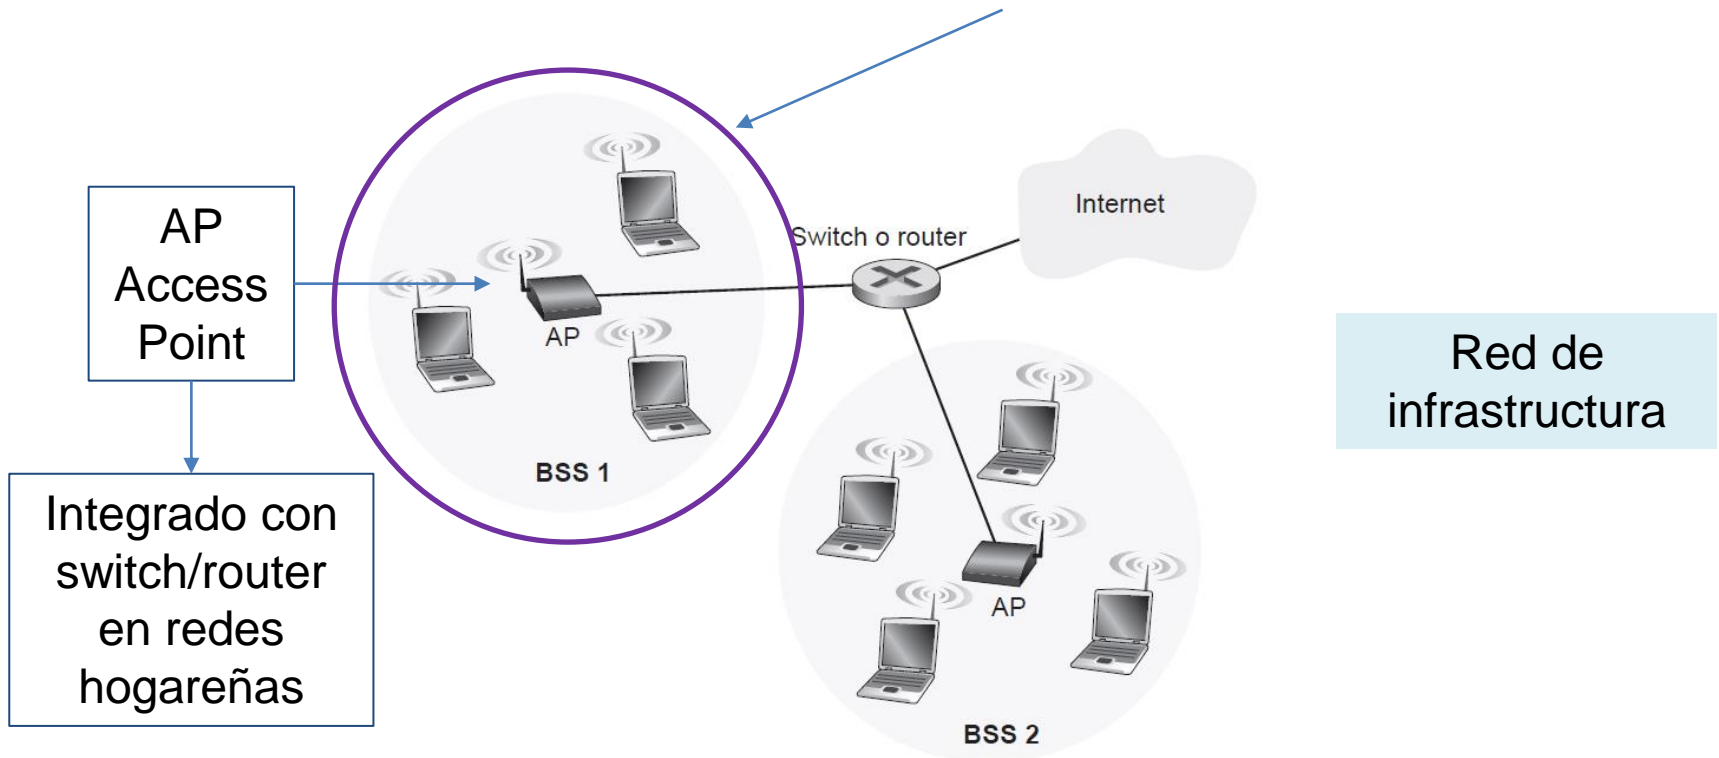 AP
Access
Point
Integrado con
switch/router
en redes
hogareñas
AP
BSS 1
Switch o router
Internet
AP
BSS 2
Red de
infrastructura